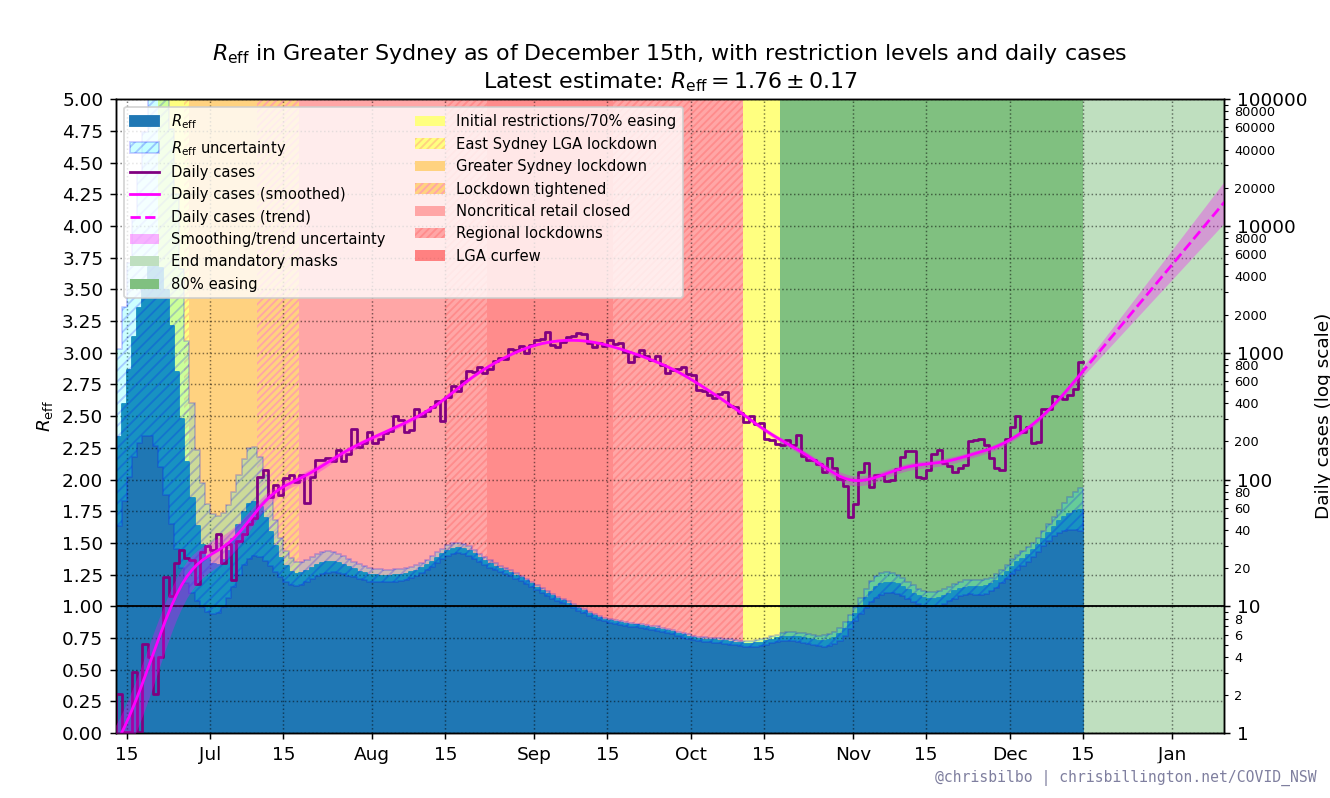 R_eff in Greater Sydney as of December 15th, with restriction levels and daily cases
Latest estimate: R_eff = 1.76 ± 0.17
R_eff
R_eff uncertainty
Daily cases
Daily cases (smoothed)
Daily cases (trend)
Smoothing/trend uncertainty
End mandatory masks
80% easing
Initial restrictions/70% easing
East Sydney LGA lockdown
Greater Sydney lockdown
Lockdown tightened
Noncritical retail closed
Regional lockdowns
LGA curfew
R_eff
5.00
4.75
4.50
4.25
4.00
3.75
3.50
3.25
3.00
2.75
2.50
2.25
2.00
1.75
1.50
1.25
1.00
0.75
0.50
0.25
0.00
15
Jul
15
Aug
15
Sep
15
Oct
15
Nov
15
Dec
15
Jan
100000
80000
60000
40000
20000
10000
8000
6000
4000
2000
1000
800
600
400
200
100
80
60
40
20
10
8
6
4
2
1
Daily cases (log scale)
@chrisbilbo | chrisbillington.net/COVID_NSW